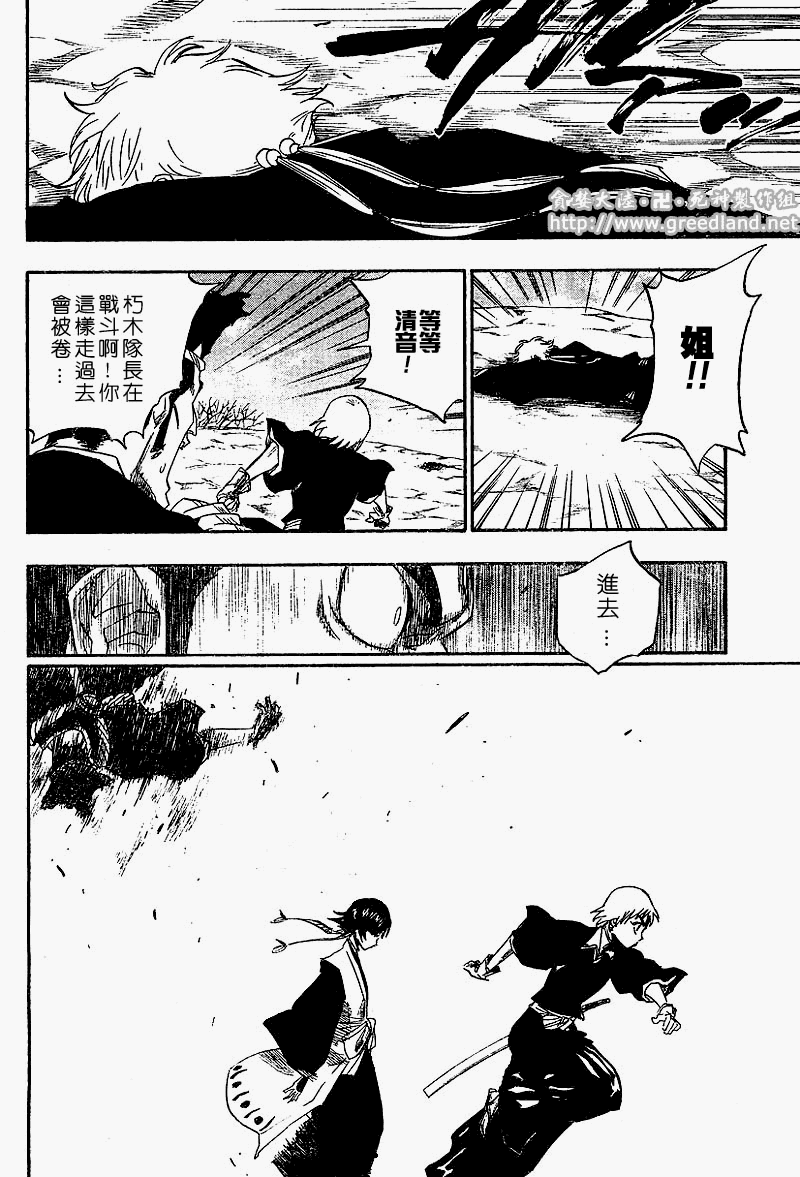 貪婪大陸·卍·死神製作組
http://www.greedland.net
姐!!
等等
清音!
朽木隊長在
戰斗啊!你
這樣走過去
會被卷…
進去…